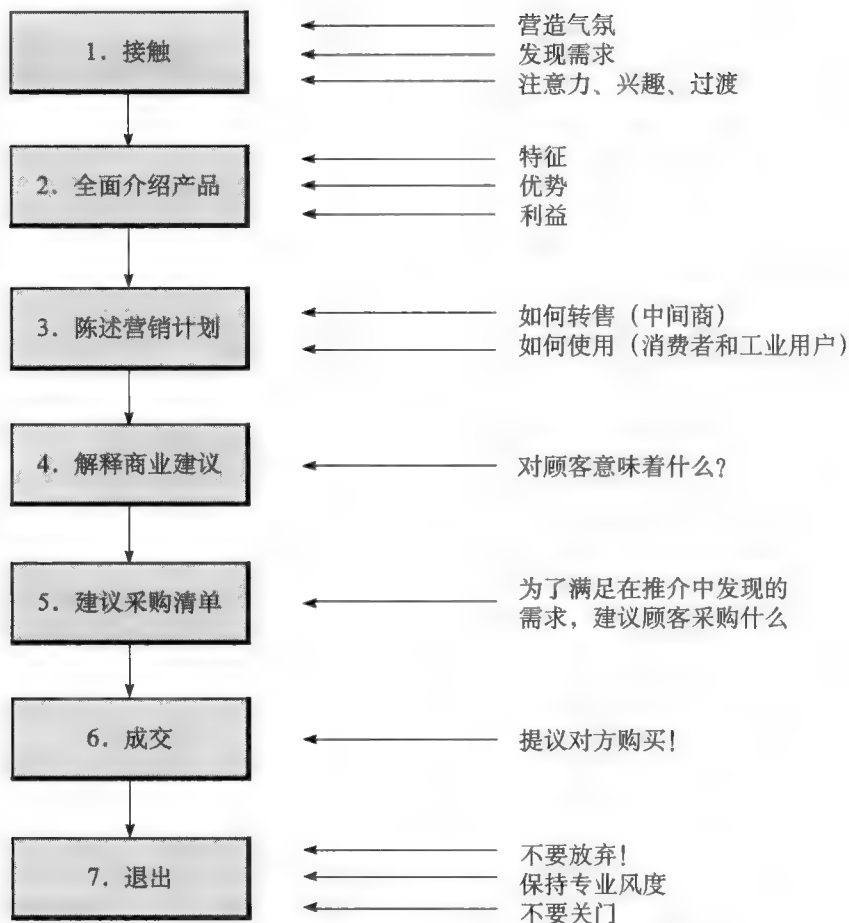 1. 接触
营造气氛
发现需求
注意力、兴趣、过渡
2. 全面介绍产品
特征
优势
利益
3. 陈述营销计划
如何转售（中间商）
如何使用（消费者和工业用户）
4. 解释商业建议
对顾客意味着什么?
5. 建议采购清单
为了满足在推介中发现的
需求，建议顾客采购什么
6. 成交
提议对方购买!
7. 退出
不要放弃!
保持专业风度
不要关门